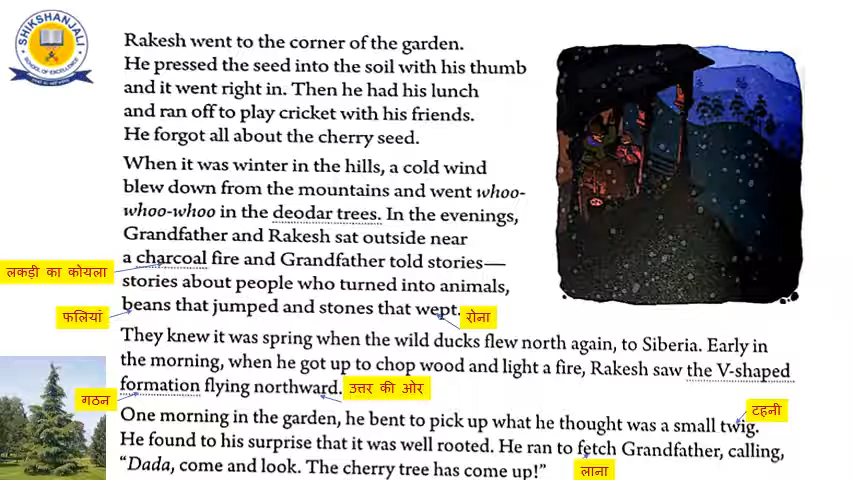 SHIKSHANJALI
SCHOOL OF EXCELLENCE
Rakesh went to the corner of the garden.
He pressed the seed into the soil with his thumb
and it went right in. Then he had his lunch
and ran off to play cricket with his friends.
He forgot all about the cherry seed.
When it was winter in the hills, a cold wind
blew down from the mountains and went whoo-
whoo-whoo in the deodar trees. In the evenings,
Grandfather and Rakesh sat outside near
a charcoal fire and Grandfather told stories—
लकड़ी का कोयला
stories about people who turned into animals,
beans that jumped and stones that wept.
फलियां
रोना
They knew it was spring when the wild ducks flew north again, to Siberia. Early in
the morning, when he got up to chop wood and light a fire, Rakesh saw the V-shaped
formation flying northward.
उत्तर की ओर
गठन
One morning in the garden, he bent to pick up what he thought was a small twig.
टहनी
He found to his surprise that it was well rooted. He ran to fetch Grandfather, calling,
“Dada, come and look. The cherry tree has come up!”
लाना